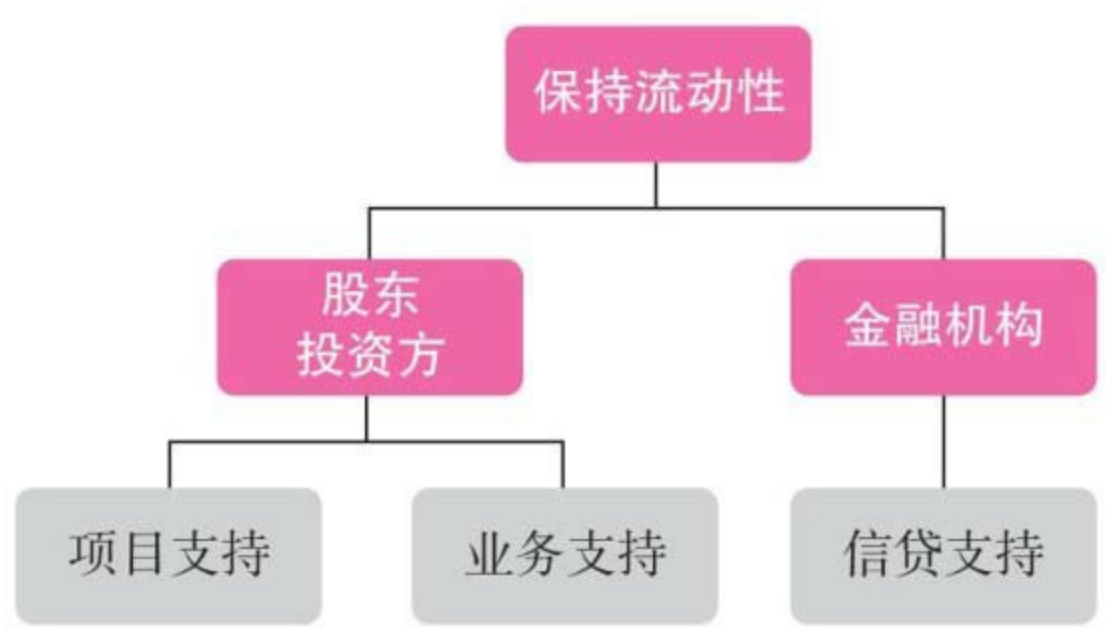 保持流动性
股东
投资方
金融机构
项目支持
业务支持
信贷支持